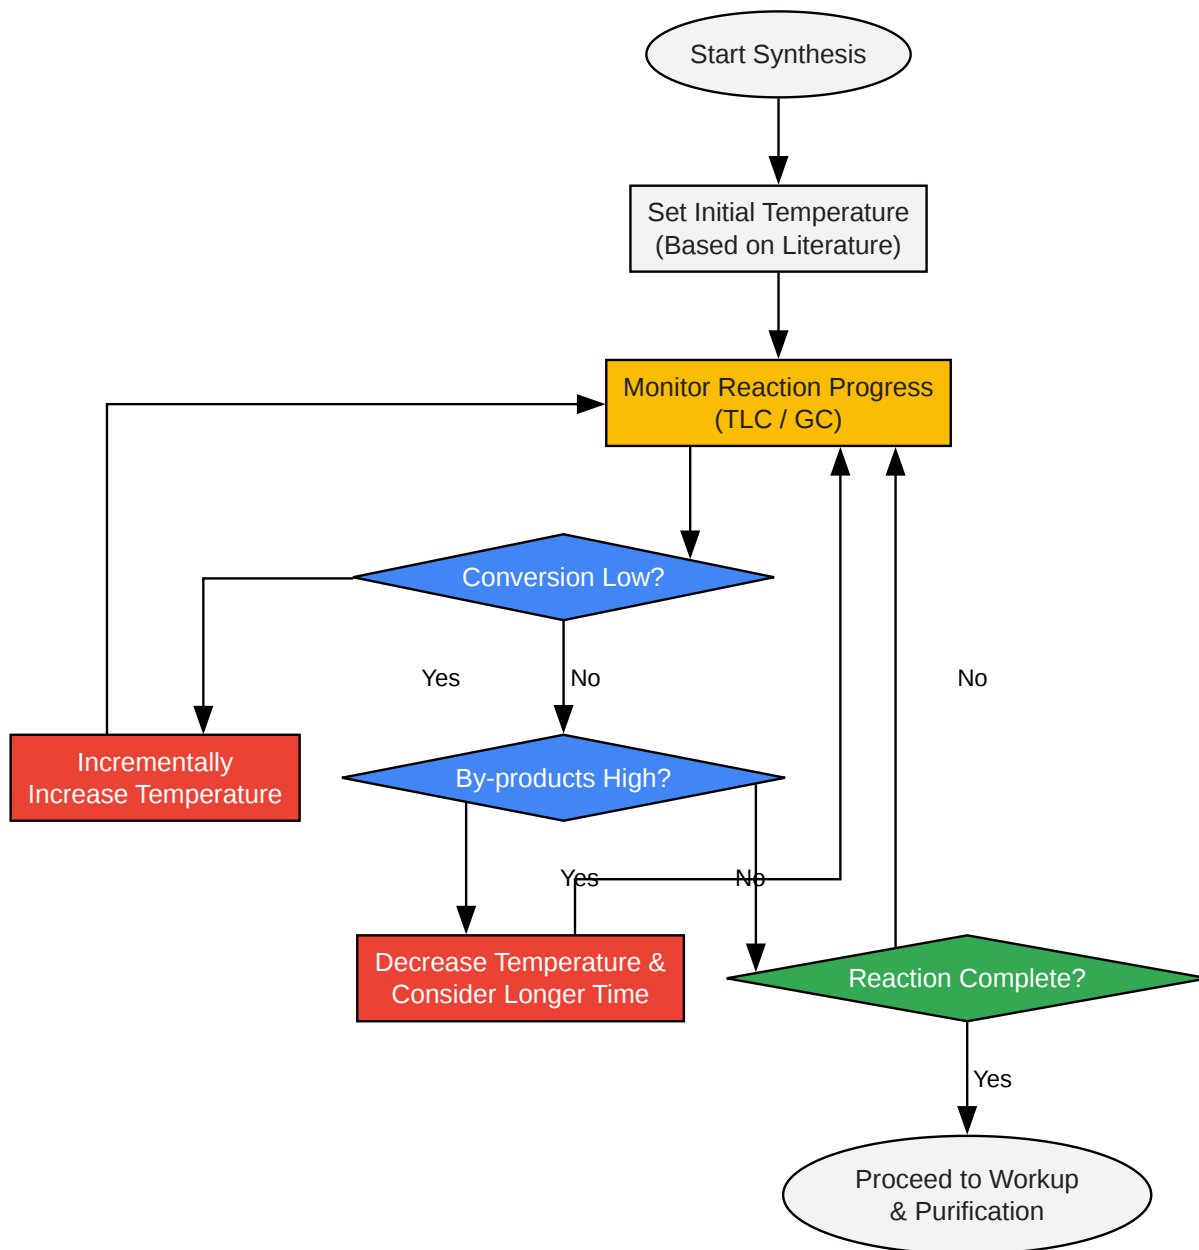 Start Synthesis
Set Initial Temperature
(Based on Literature)
Monitor Reaction Progress
(TLC / GC)
Conversion Low?
Yes
No
No
Incrementally
Increase Temperature
By-products High?
Yes
No
Decrease Temperature &
Consider Longer Time
Reaction Complete?
Yes
Proceed to Workup
& Purification